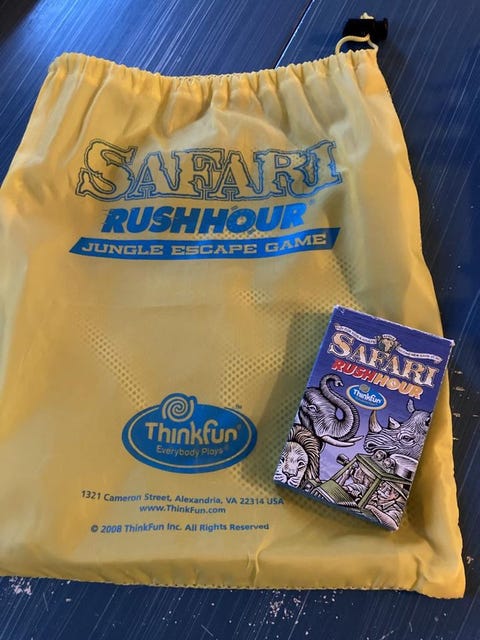 SAFARI
RUSHHOUR®
JUNGLE ESCAPE GAME
ThinkFun®
Everybody Plays®
1321 Cameron Street, Alexandria, VA 22314 USA
www.ThinkFun.com
© 2008 ThinkFun Inc. All Rights Reserved
SAFARI
RUSHHOUR
ThinkFun